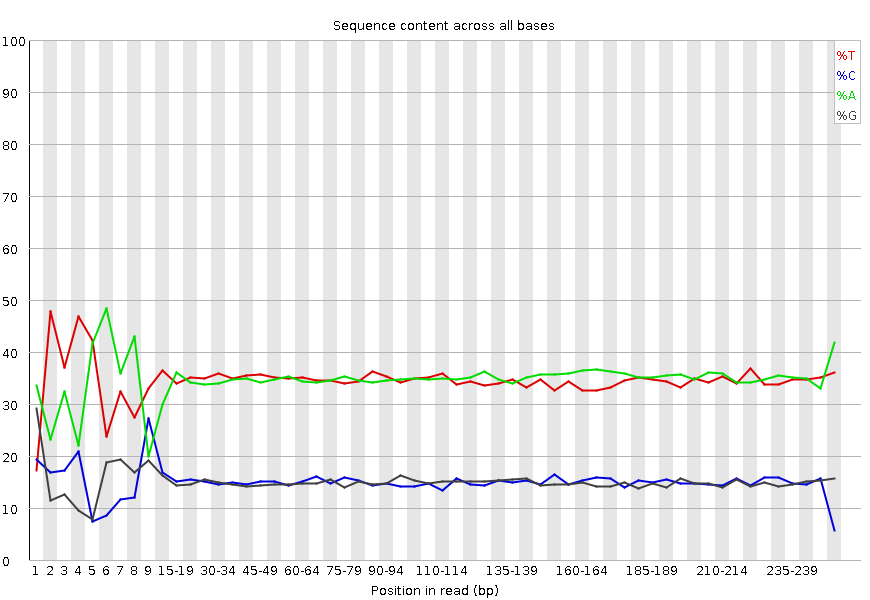 Sequence content across all bases
100
90
80
70
60
50
40
30
20
10
0
%T
%C
%A
%G
1 2 3 4 5 6 7 8 9 15-19 30-34 45-49 60-64 75-79 90-94 110-114 135-139 160-164 185-189 210-214 235-239
Position in read (bp)